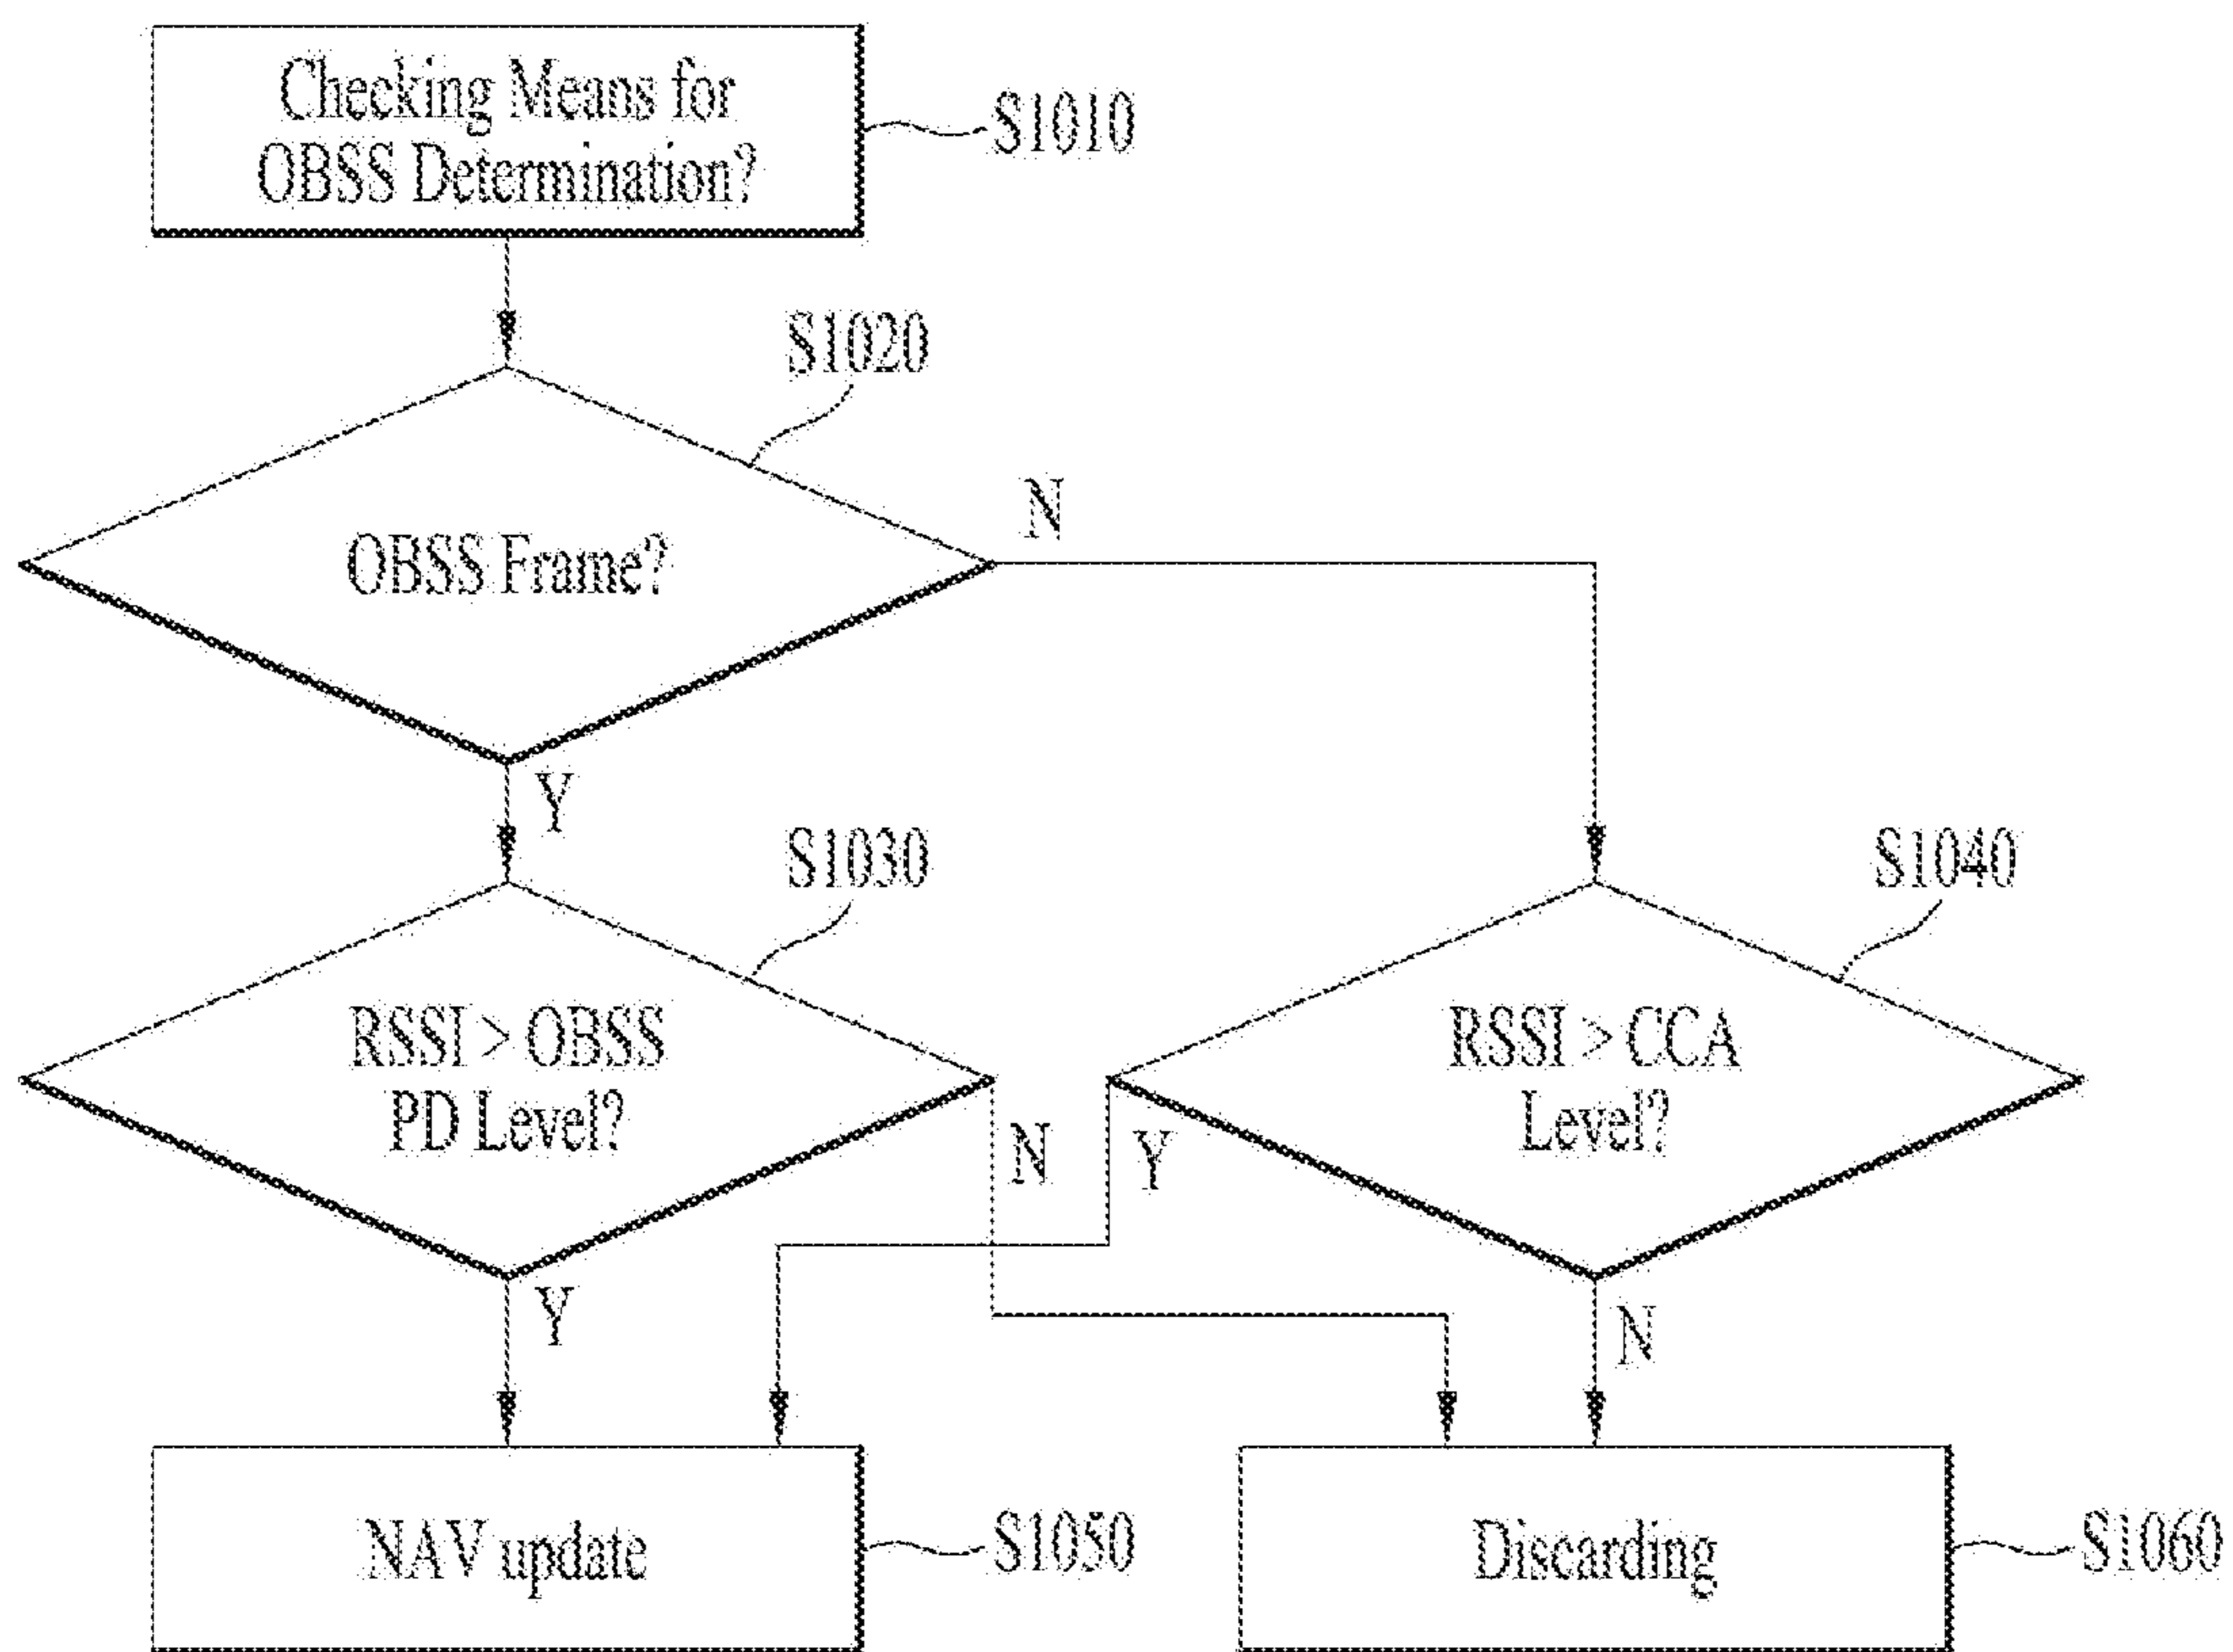 Checking Means for
OBSS Determination?
S1010
S1020
OBSS Frame?
N
Y
S1030
S1040
RSSI > OBSS
PD Level?
RSSI > CCA
Level?
N
Y
Y
N
NAV update
S1050
Discarding
S1060